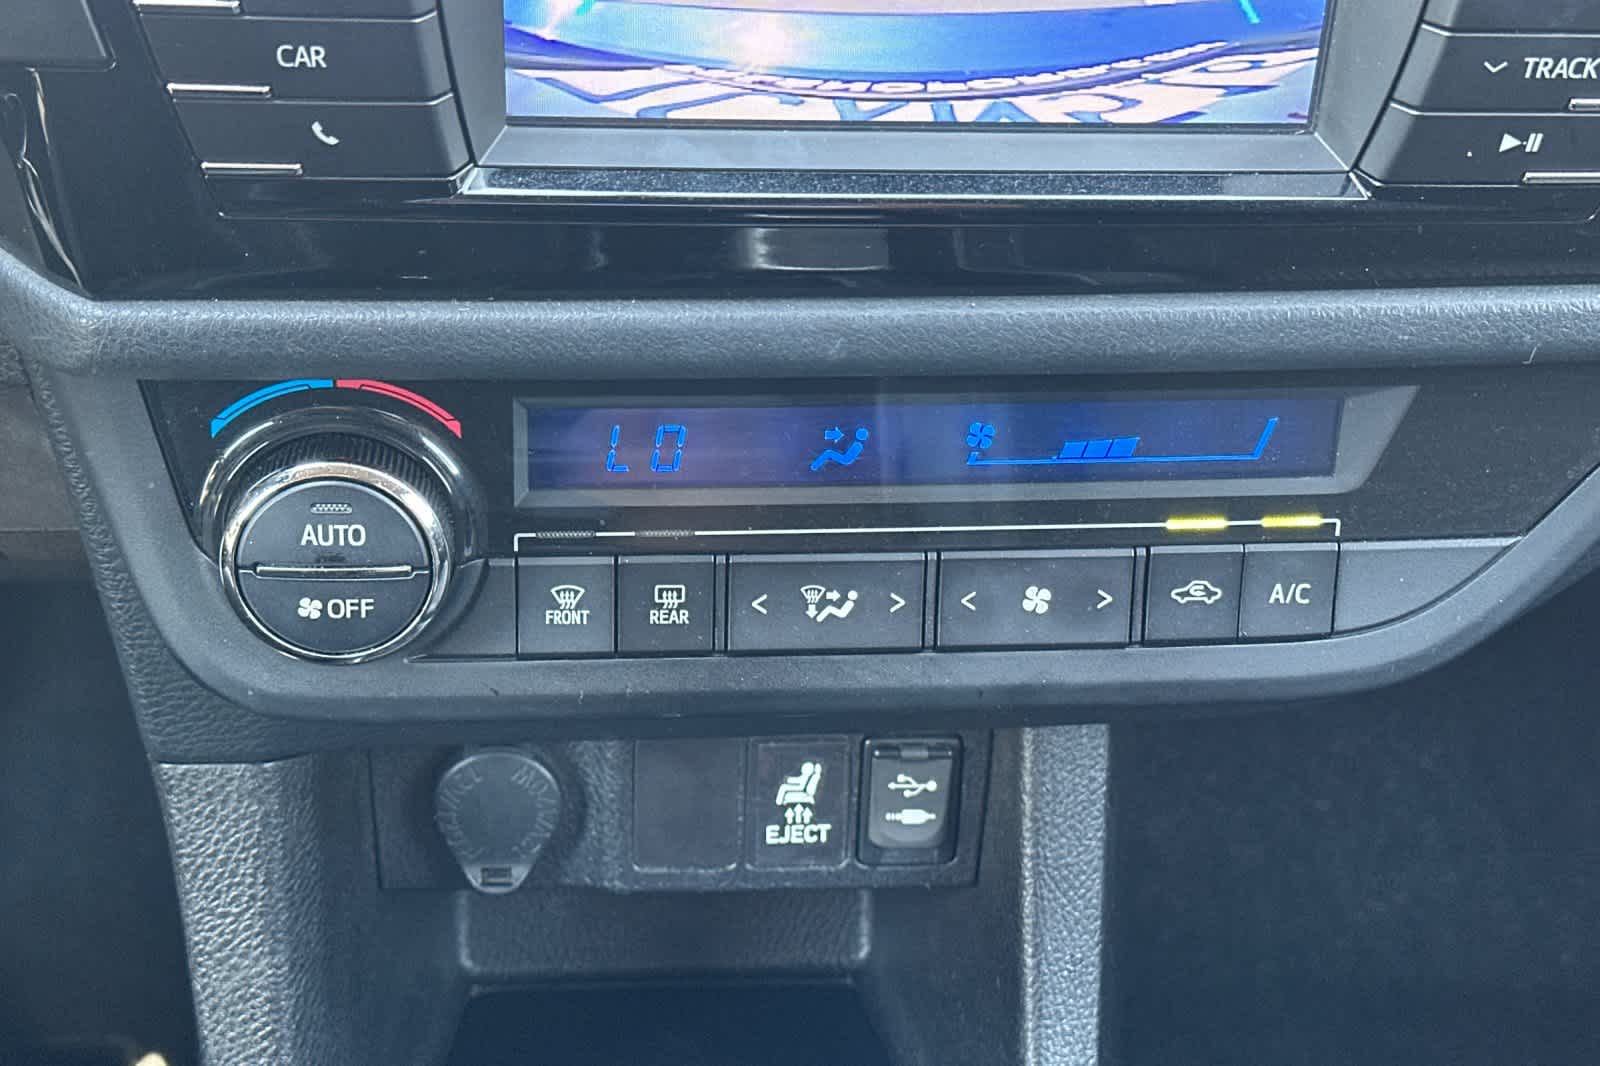 CAR
TRACK
LO
AUTO
OFF
FRONT
REAR
A/C
EJECT